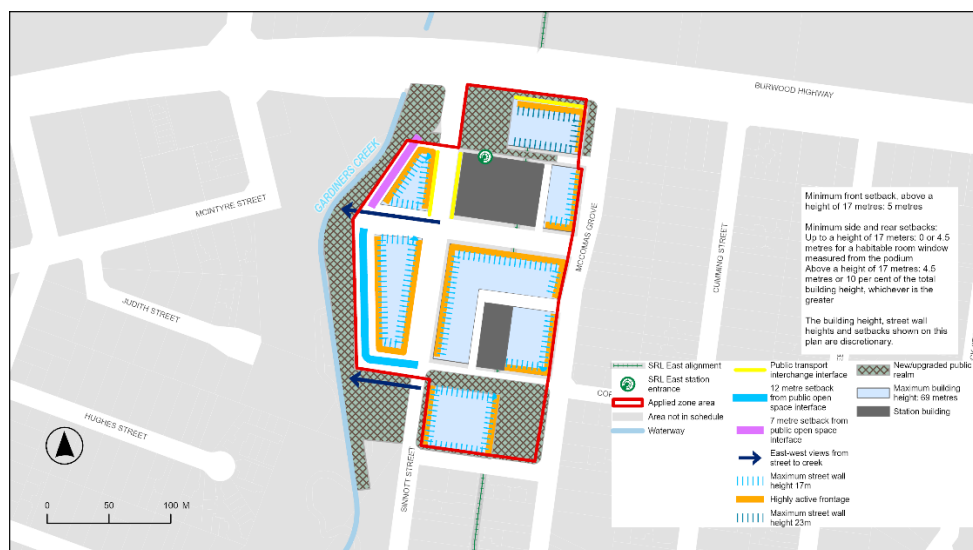 BURWOOD HIGHWAY
GARDINERS CREEK
MCINTYRE STREET
MCCOMAS GROVE
CUMMING STREET
JUDITH STREET
HUGHES STREET
SINNOTT STREET
Minimum front setback, above a
height of 17 metres: 5 metres
Minimum side and rear setbacks:
Up to a height of 17 meters: 0 or 4.5
metres for a habitable room window
measured from the podium
Above a height of 17 metres: 4.5
metres or 10 per cent of the total
building height, whichever is the
greater
The building height, street wall
heights and setbacks shown on this
plan are discretionary.
SRL East alignment
SRL East station
entrance
Applied zone area
Area not in schedule
Waterway
Public transport
interchange interface
12 metre setback
from public open
space interface
7 metre setback from
public open space
interface
East-west views from
street to creek
Maximum street wall
height 17m
Highly active frontage
Maximum street wall
height 23m
New/upgraded public
realm
Maximum building
height: 69 metres
Station building
0 50 100 M